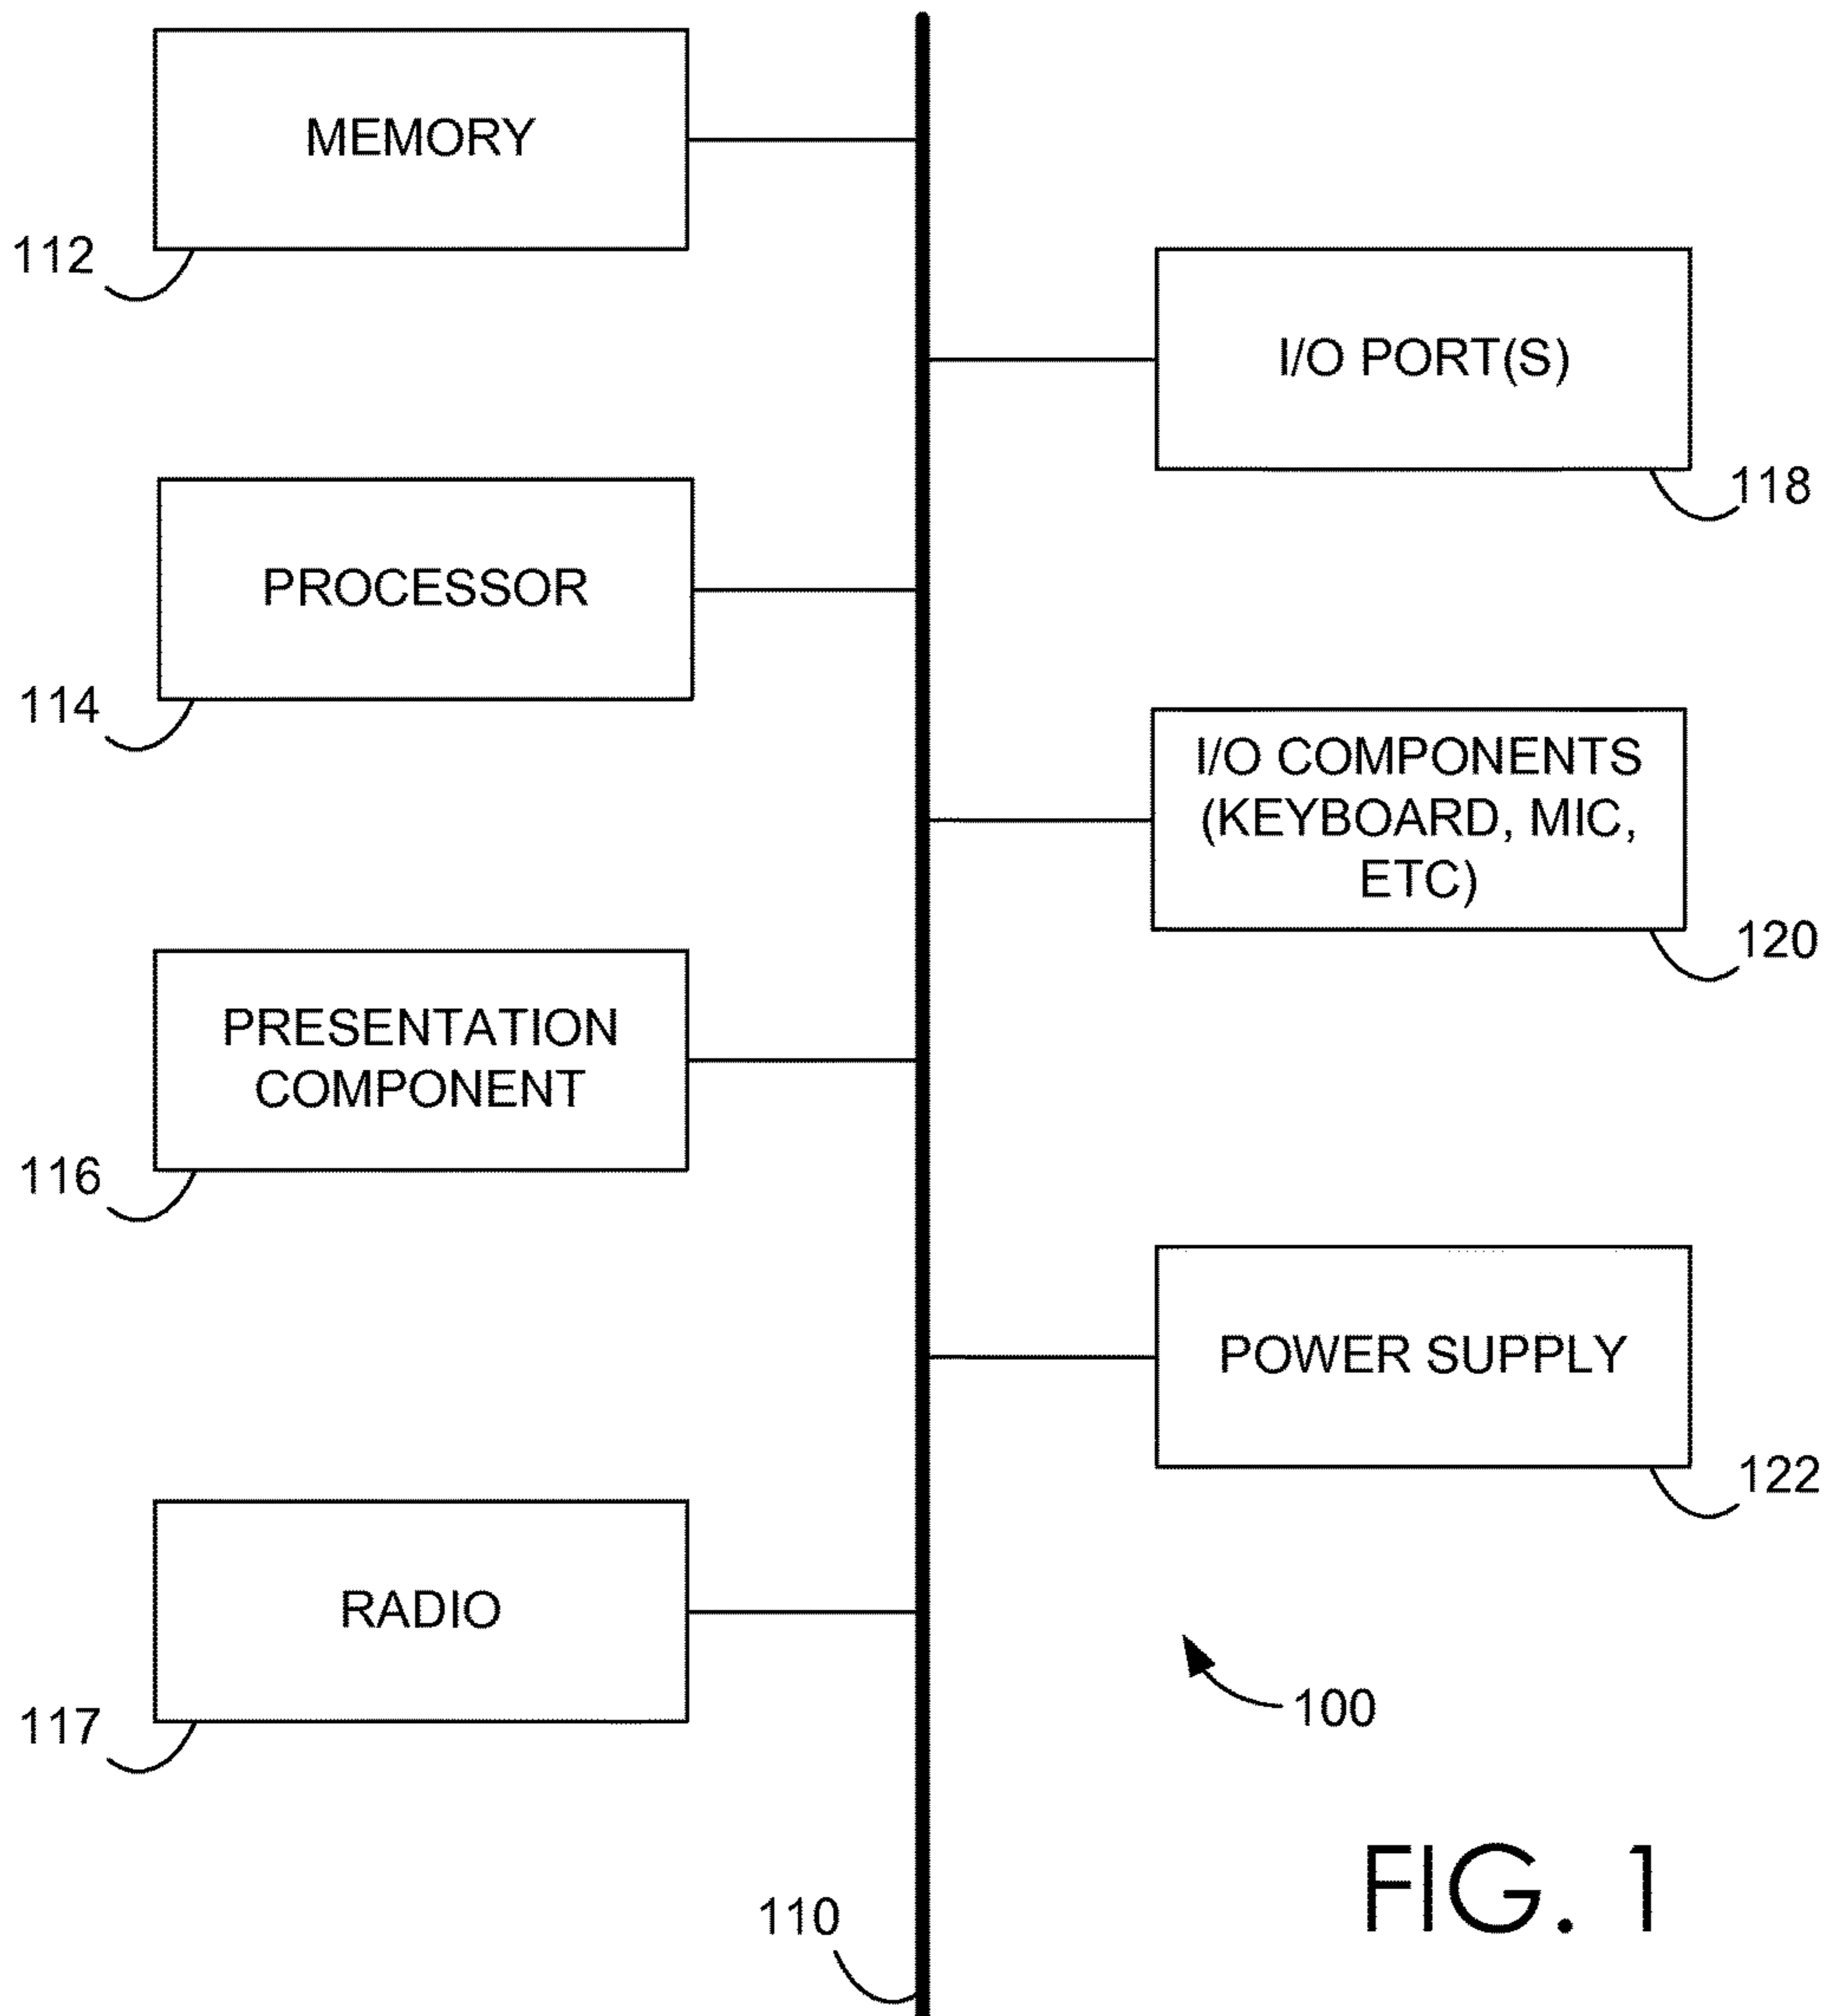 MEMORY
112
I/O PORT(S)
118
PROCESSOR
114
I/O COMPONENTS
(KEYBOARD, MIC,
ETC)
120
PRESENTATION
COMPONENT
116
POWER SUPPLY
122
RADIO
117
100
110
FIG. 1